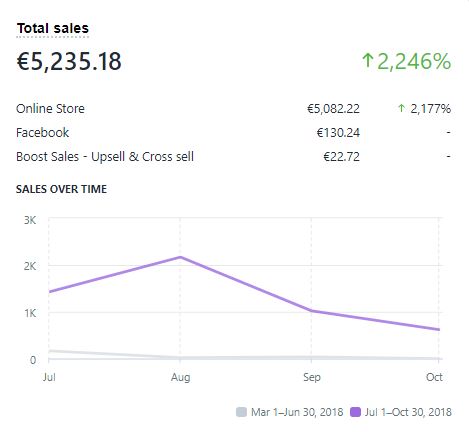 Total sales
€5,235.18 ↑2,246%
Online Store €5,082.22 ↑ 2,177%
Facebook €130.24 -
Boost Sales - Upsell & Cross sell €22.72 -
SALES OVER TIME
3K
2K
1K
0
Jul Aug Sep Oct
Mar 1–Jun 30, 2018 Jul 1–Oct 30, 2018